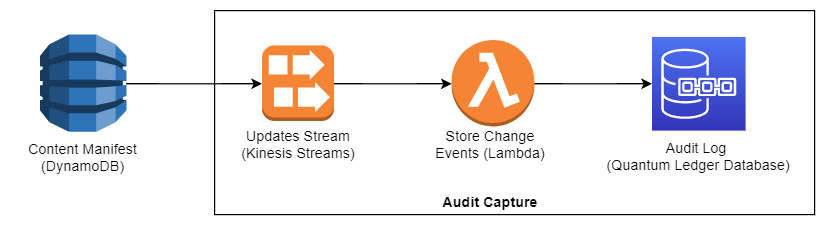 Content Manifest
(DynamoDB)
Updates Stream
(Kinesis Streams)
Store Change
Events (Lambda)
Audit Log
(Quantum Ledger Database)
Audit Capture